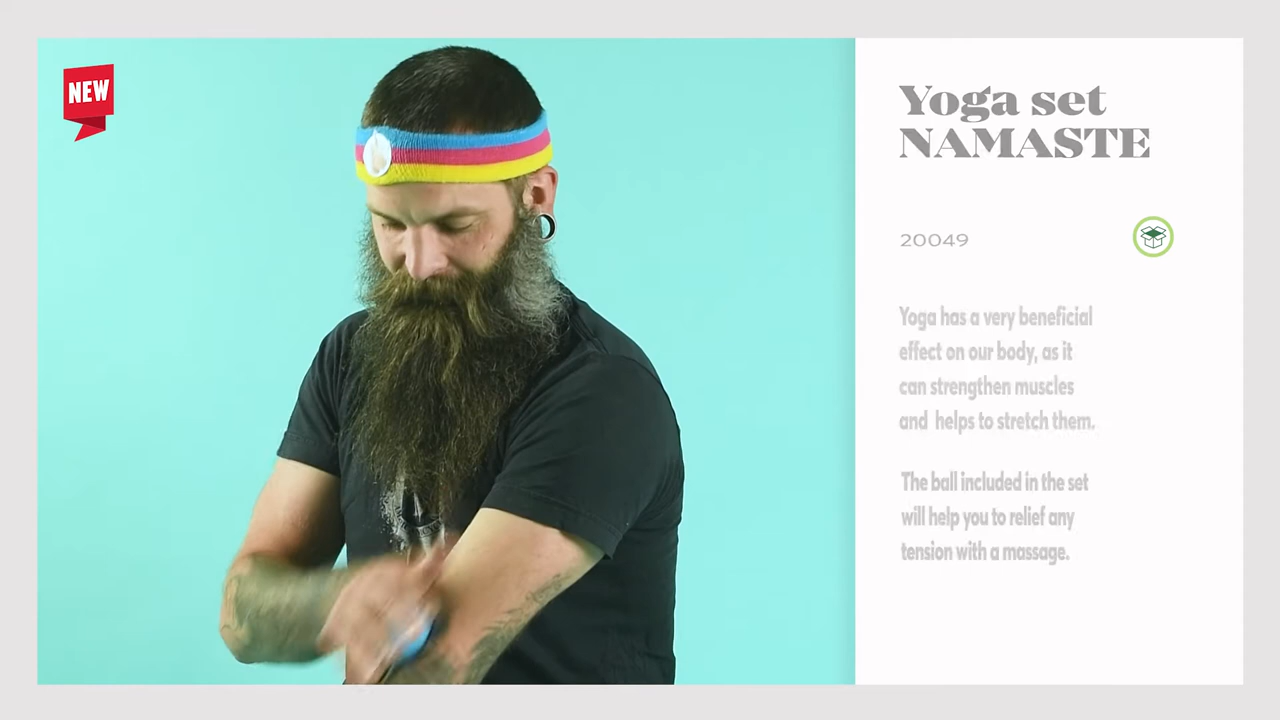 NEW
Yoga set
NAMASTE
20049
Yoga has a very beneficial
effect on our body, as it
can strengthen muscles
and helps to stretch them.
The ball included in the set
will help you to relief any
tension with a massage.